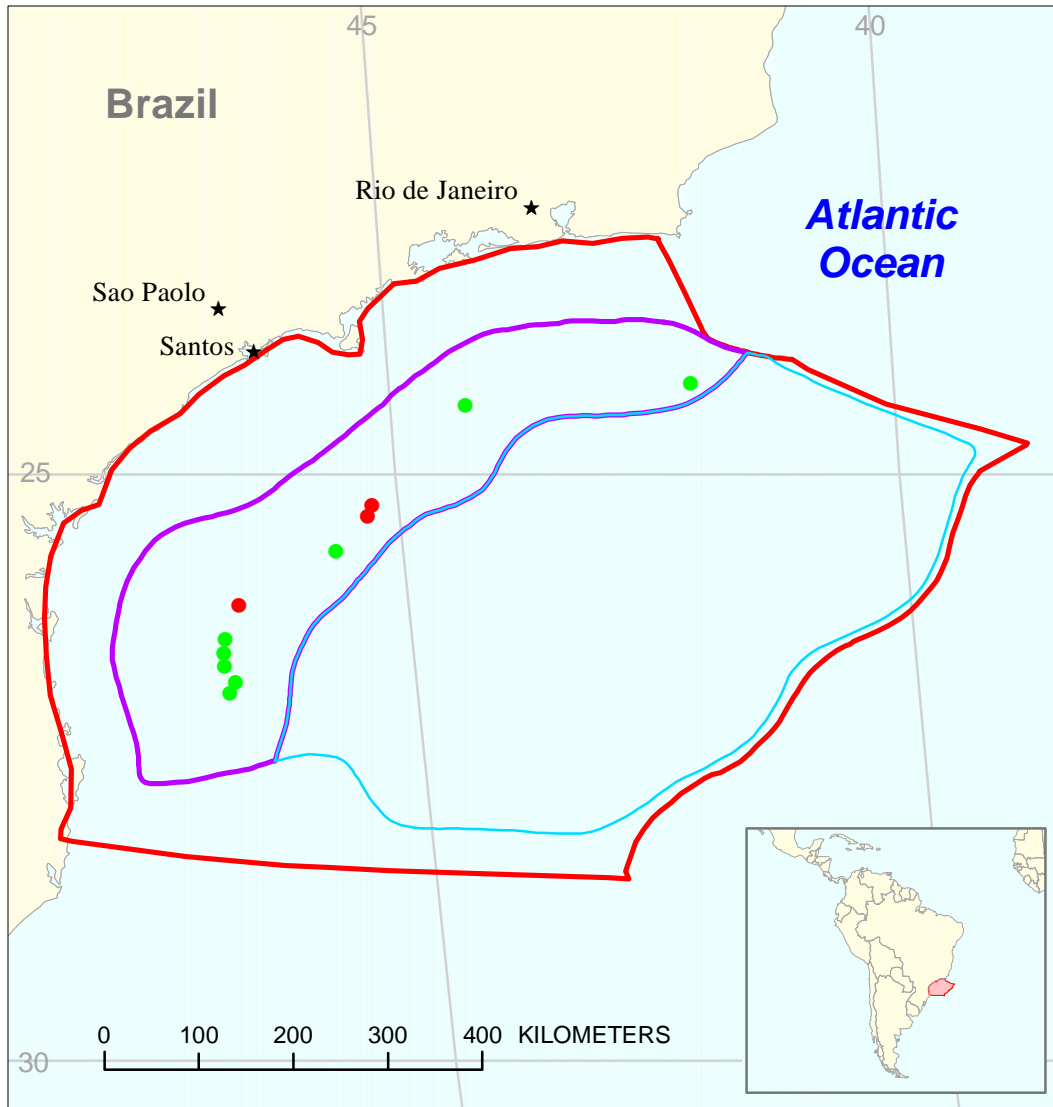 45
40
Brazil
Rio de Janeiro
Atlantic
Ocean
Sao Paolo
Santos
25
0 100 200 300 400 KILOMETERS
30